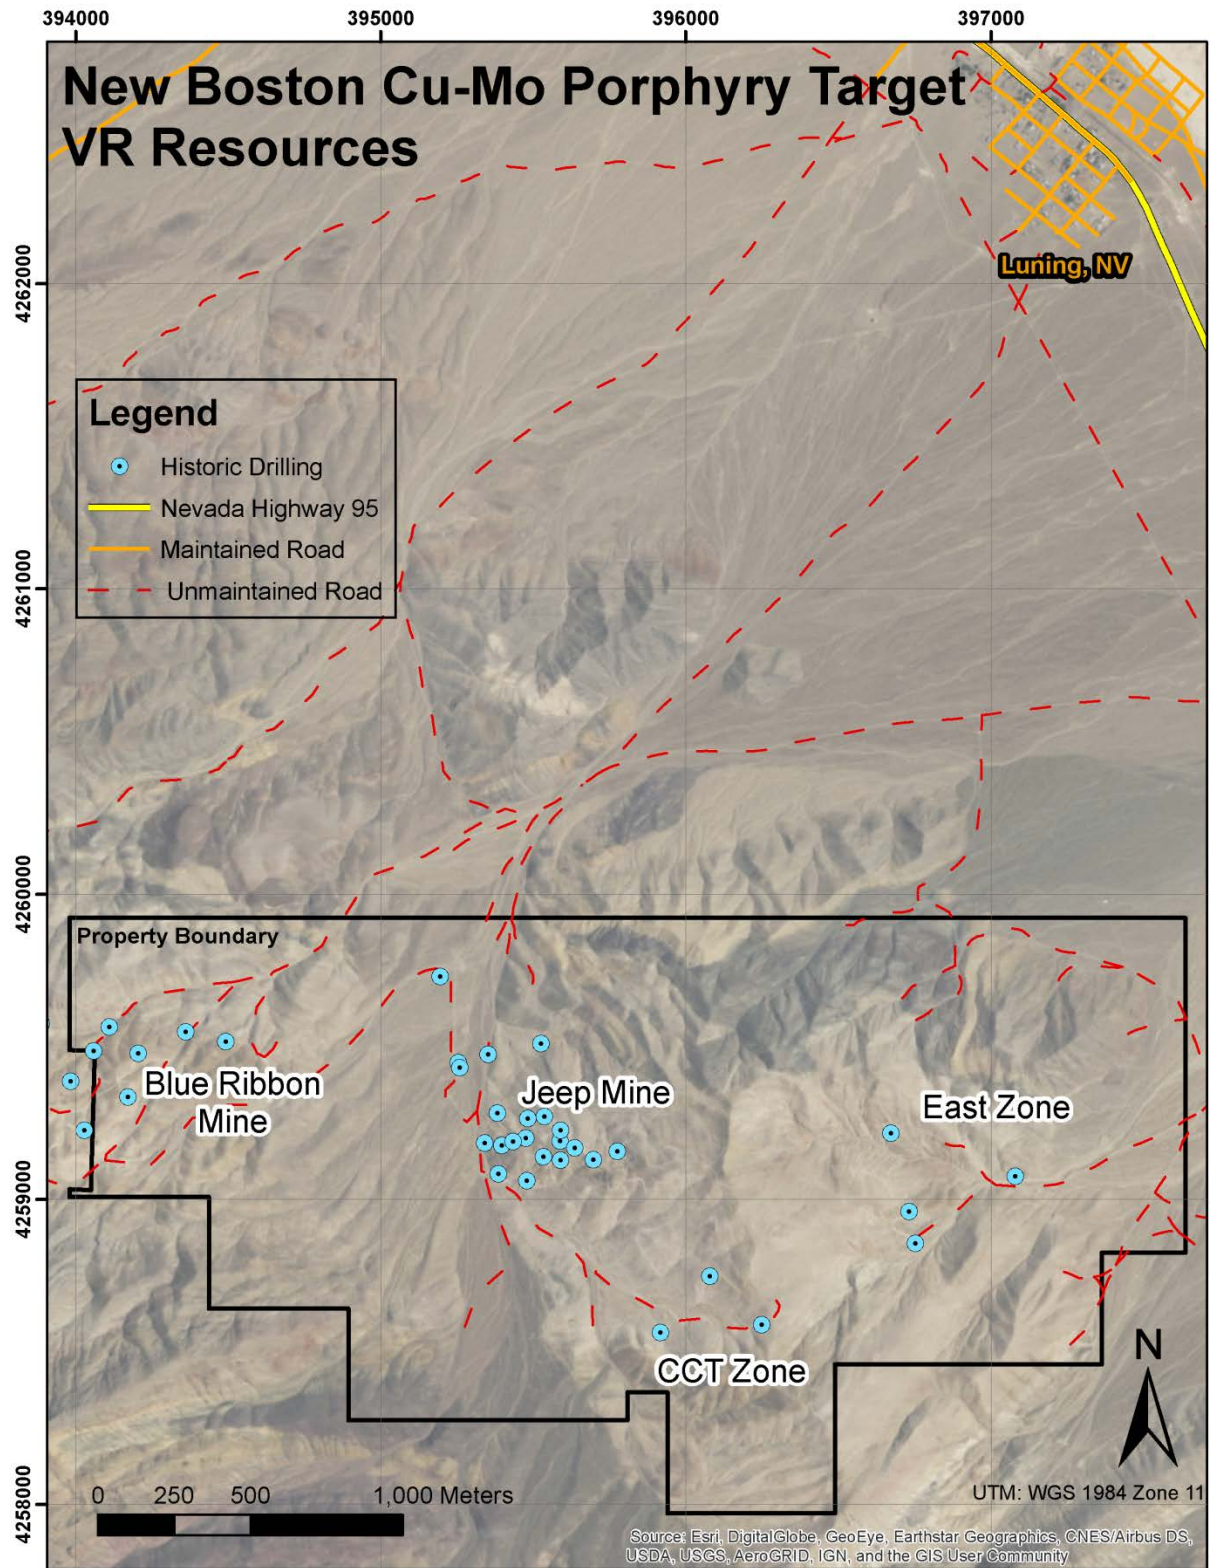 394000
395000
396000
397000
New Boston Cu-Mo Porphyry Target
VR Resources
Luning, NV
4262000
Legend
Historic Drilling
Nevada Highway 95
Maintained Road
Unmaintained Road
4261000
4260000
Property Boundary
Blue Ribbon
Mine
Jeep Mine
East Zone
4259000
CCT Zone
N
4258000
0 250 500 1,000 Meters
UTM: WGS 1984 Zone 11
Source: Esri, DigitalGlobe, GeoEye, Earthstar Geographics, CNES/Airbus DS,
USDA, USGS, AeroGRID, IGN, and the GIS User Community